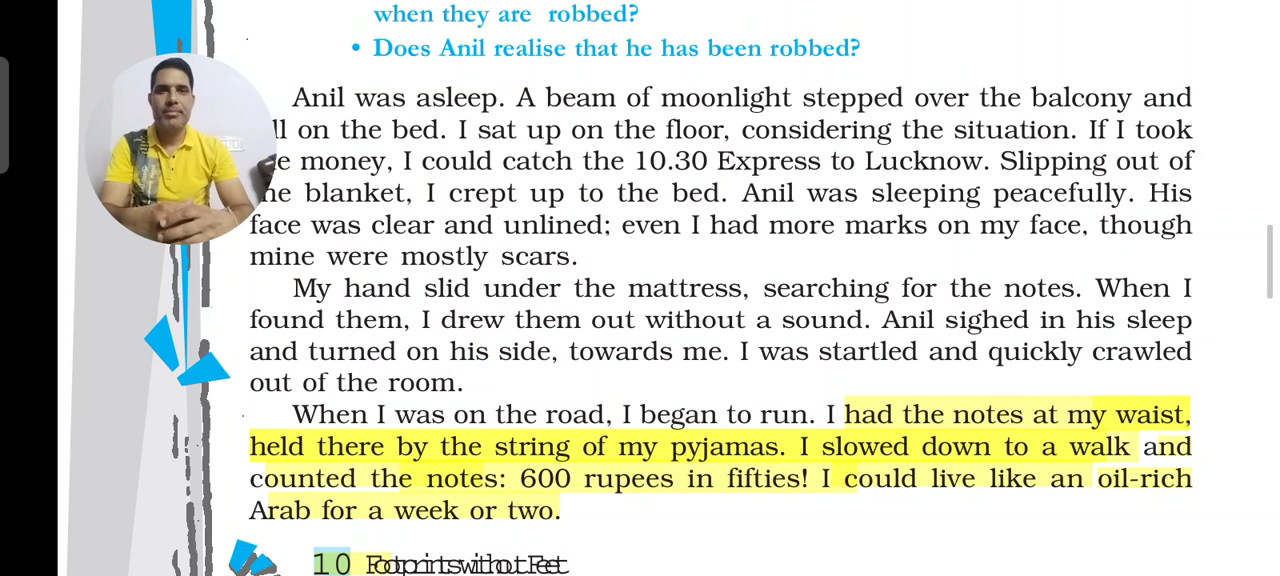 when they are robbed?
• Does Anil realise that he has been robbed?
Anil was asleep. A beam of moonlight stepped over the balcony and
ll on the bed. I sat up on the floor, considering the situation. If I took
e money, I could catch the 10.30 Express to Lucknow. Slipping out of
he blanket, I crept up to the bed. Anil was sleeping peacefully. His
face was clear and unlined; even I had more marks on my face, though
mine were mostly scars.
My hand slid under the mattress, searching for the notes. When I
found them, I drew them out without a sound. Anil sighed in his sleep
and turned on his side, towards me. I was startled and quickly crawled
out of the room.
When I was on the road, I began to run. I had the notes at my waist,
held there by the string of my pyjamas. I slowed down to a walk and
counted the notes: 600 rupees in fifties! I could live like an oil-rich
Arab for a week or two.
10 Footprints without Feet